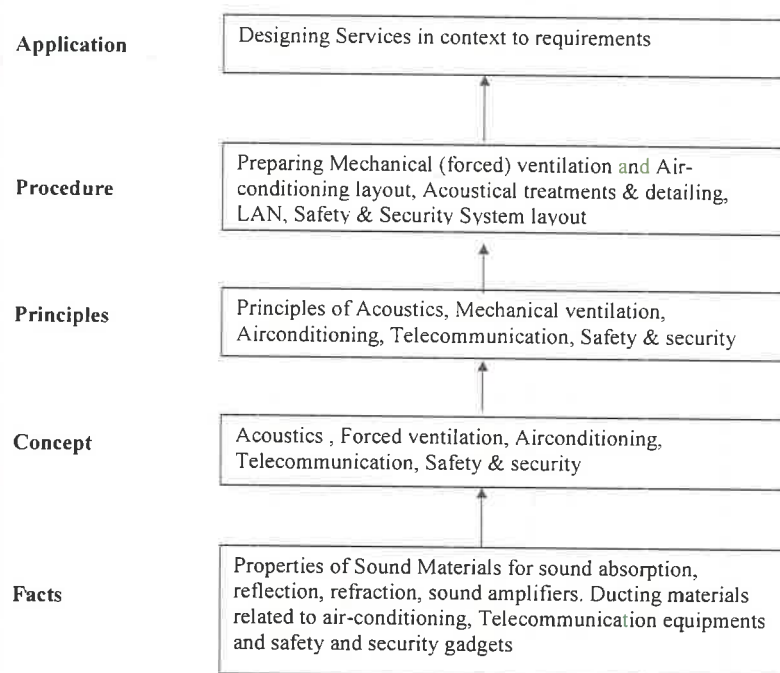 Application
Designing Services in context to requirements
Procedure
Preparing Mechanical (forced) ventilation and Air-
conditioning layout, Acoustical treatments & detailing,
LAN, Safety & Security System layout
Principles
Principles of Acoustics, Mechanical ventilation,
Airconditioning, Telecommunication, Safety & security
Concept
Acoustics , Forced ventilation, Airconditioning,
Telecommunication, Safety & security
Facts
Properties of Sound Materials for sound absorption,
reflection, refraction, sound amplifiers. Ducting materials
related to air-conditioning, Telecommunication equipments
and safety and security gadgets